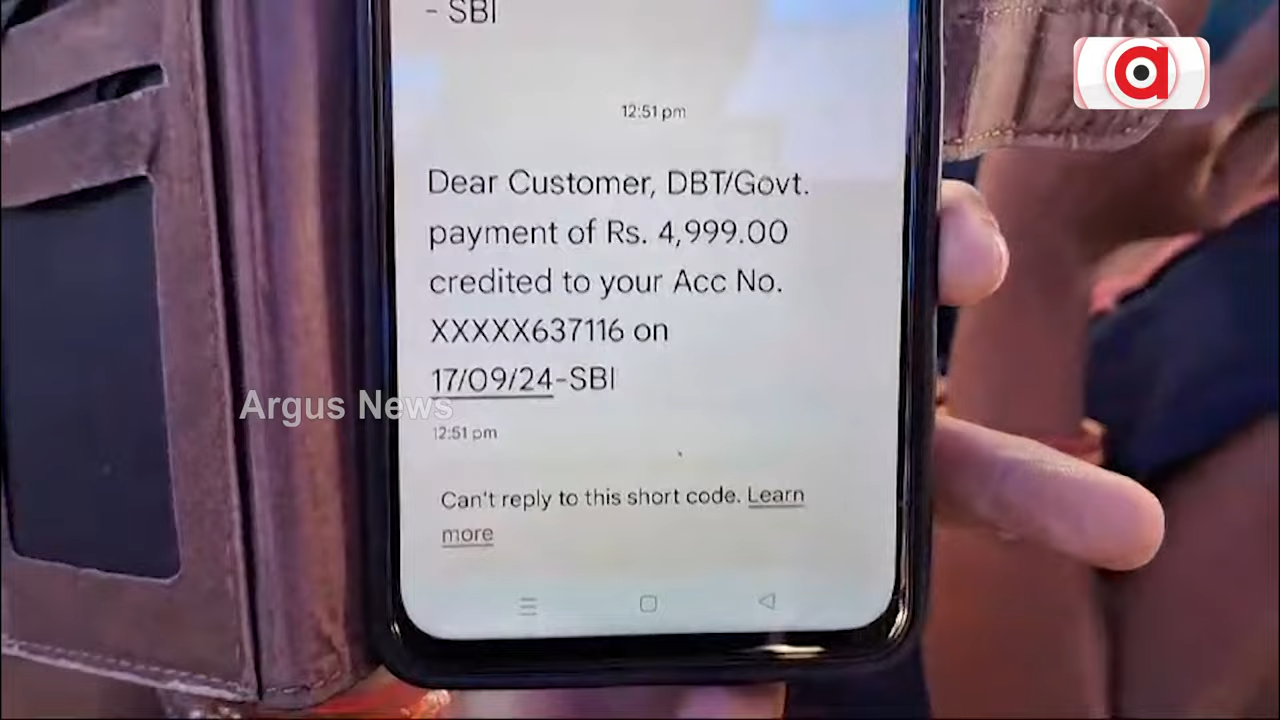 - SBI
12:51 pm
Dear Customer, DBT/Govt.
payment of Rs. 4,999.00
credited to your Acc No.
XXXXX637116 on
17/09/24-SBI
Argus News
12:51 pm
Can't reply to this short code. Learn
more
a